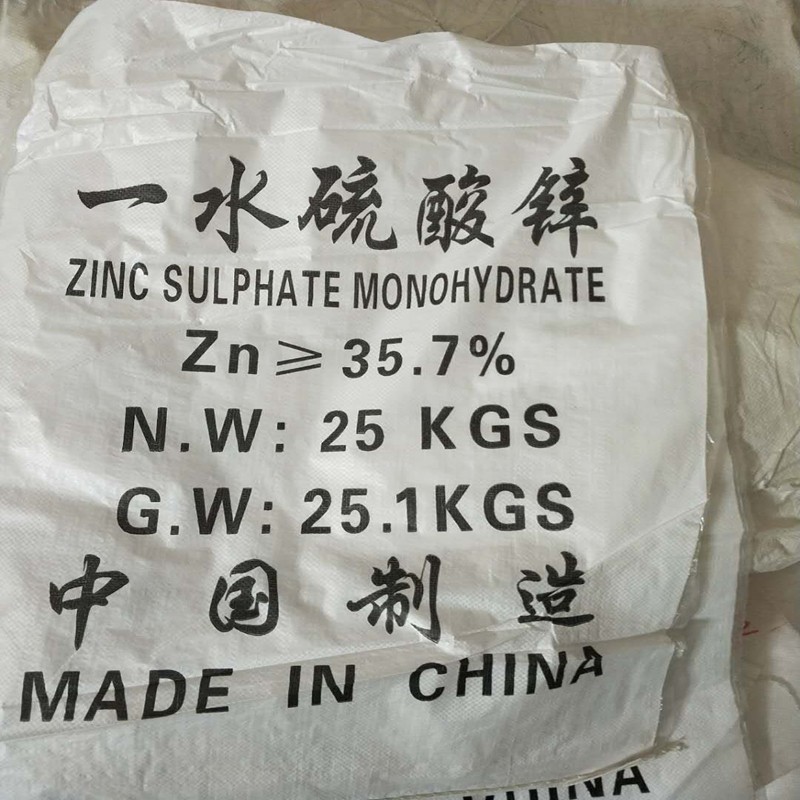 一水硫酸锌
ZINC SULPHATE MONOHYDRATE
Zn ⩾ 35.7%
N.W: 25 KGS
G.W: 25.1KGS
中国制造
MADE IN CHINA